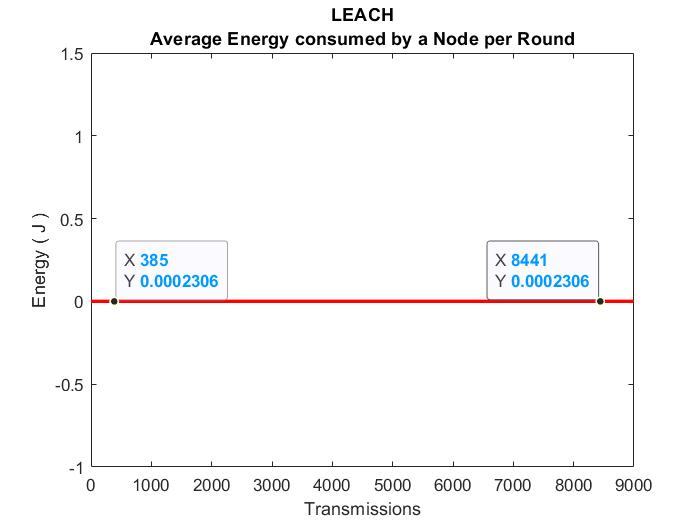 LEACH
Average Energy consumed by a Node per Round
1.5
1
0.5
0
-0.5
-1
Energy ( J )
X 385
Y 0.0002306
X 8441
Y 0.0002306
0 1000 2000 3000 4000 5000 6000 7000 8000 9000
Transmissions